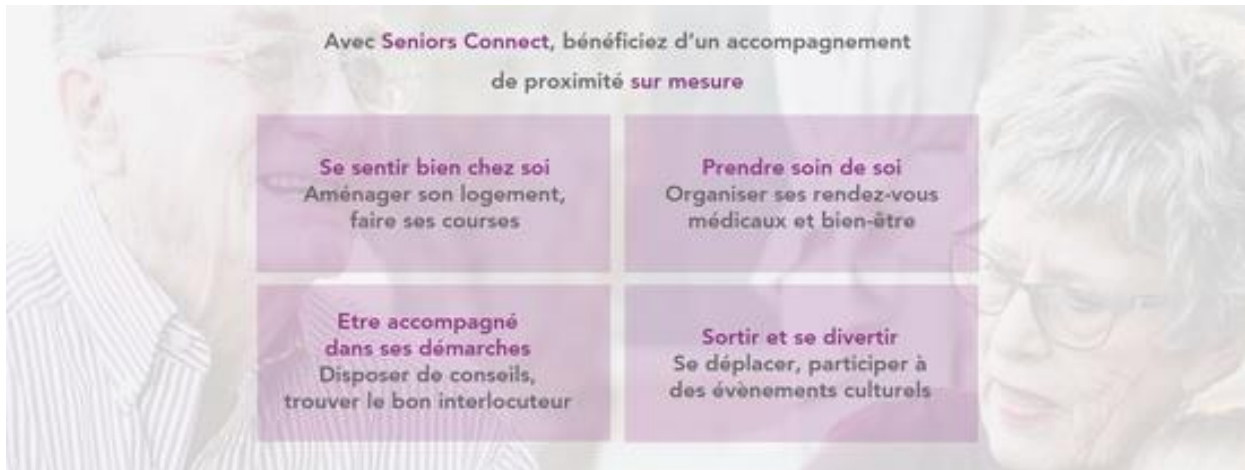 Avec Seniors Connect, bénéficiez d'un accompagnement
de proximité sur mesure
Se sentir bien chez soi
Aménager son logement,
faire ses courses
Prendre soin de soi
Organiser ses rendez-vous
médicaux et bien-être
Etre accompagné
dans ses démarches
Disposer de conseils,
trouver le bon interlocuteur
Sortir et se divertir
Se déplacer, participer à
des évènements culturels